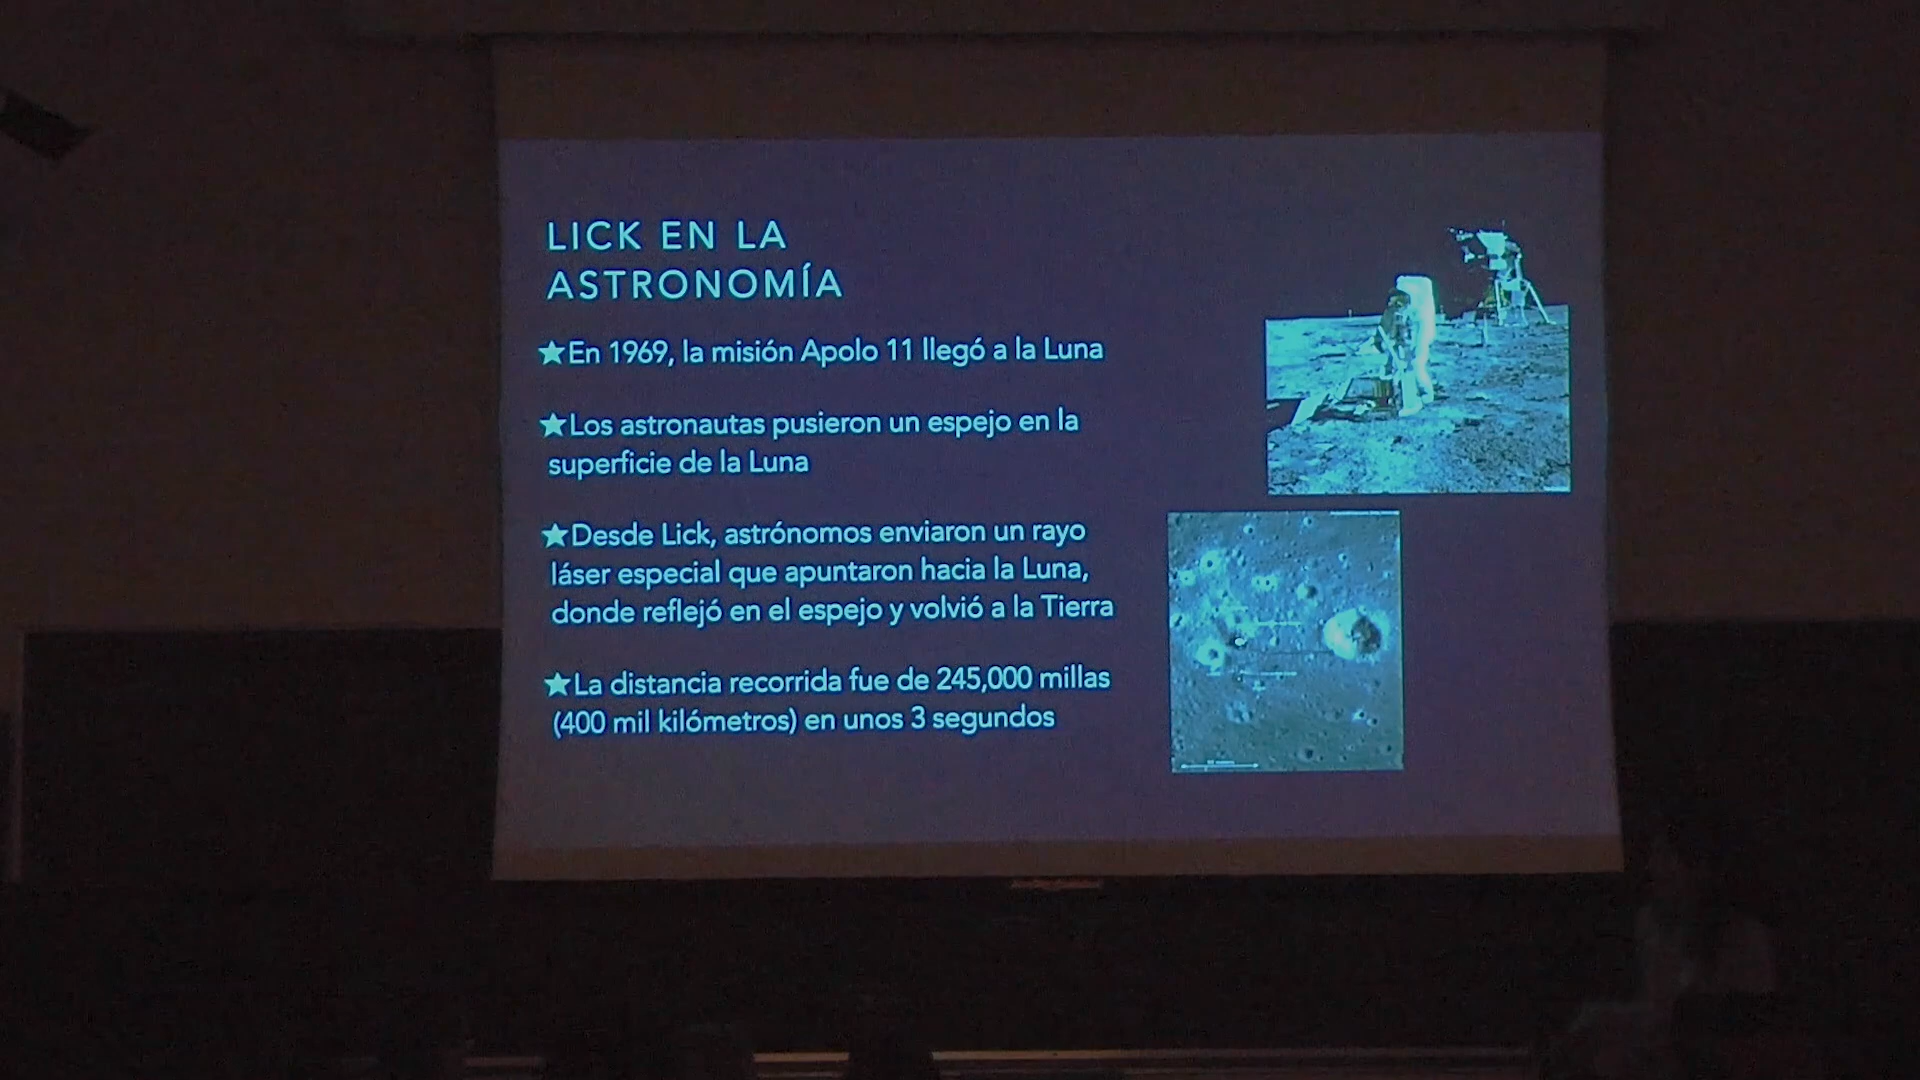 LICK EN LA
ASTRONOMÍA
★En 1969, la misión Apolo 11 llegó a la Luna
★Los astronautas pusieron un espejo en la
superficie de la Luna
★Desde Lick, astrónomos enviaron un rayo
láser especial que apuntaron hacia la Luna,
donde reflejó en el espejo y volvió a la Tierra
★La distancia recorrida fue de 245,000 millas
(400 mil kilómetros) en unos 3 segundos